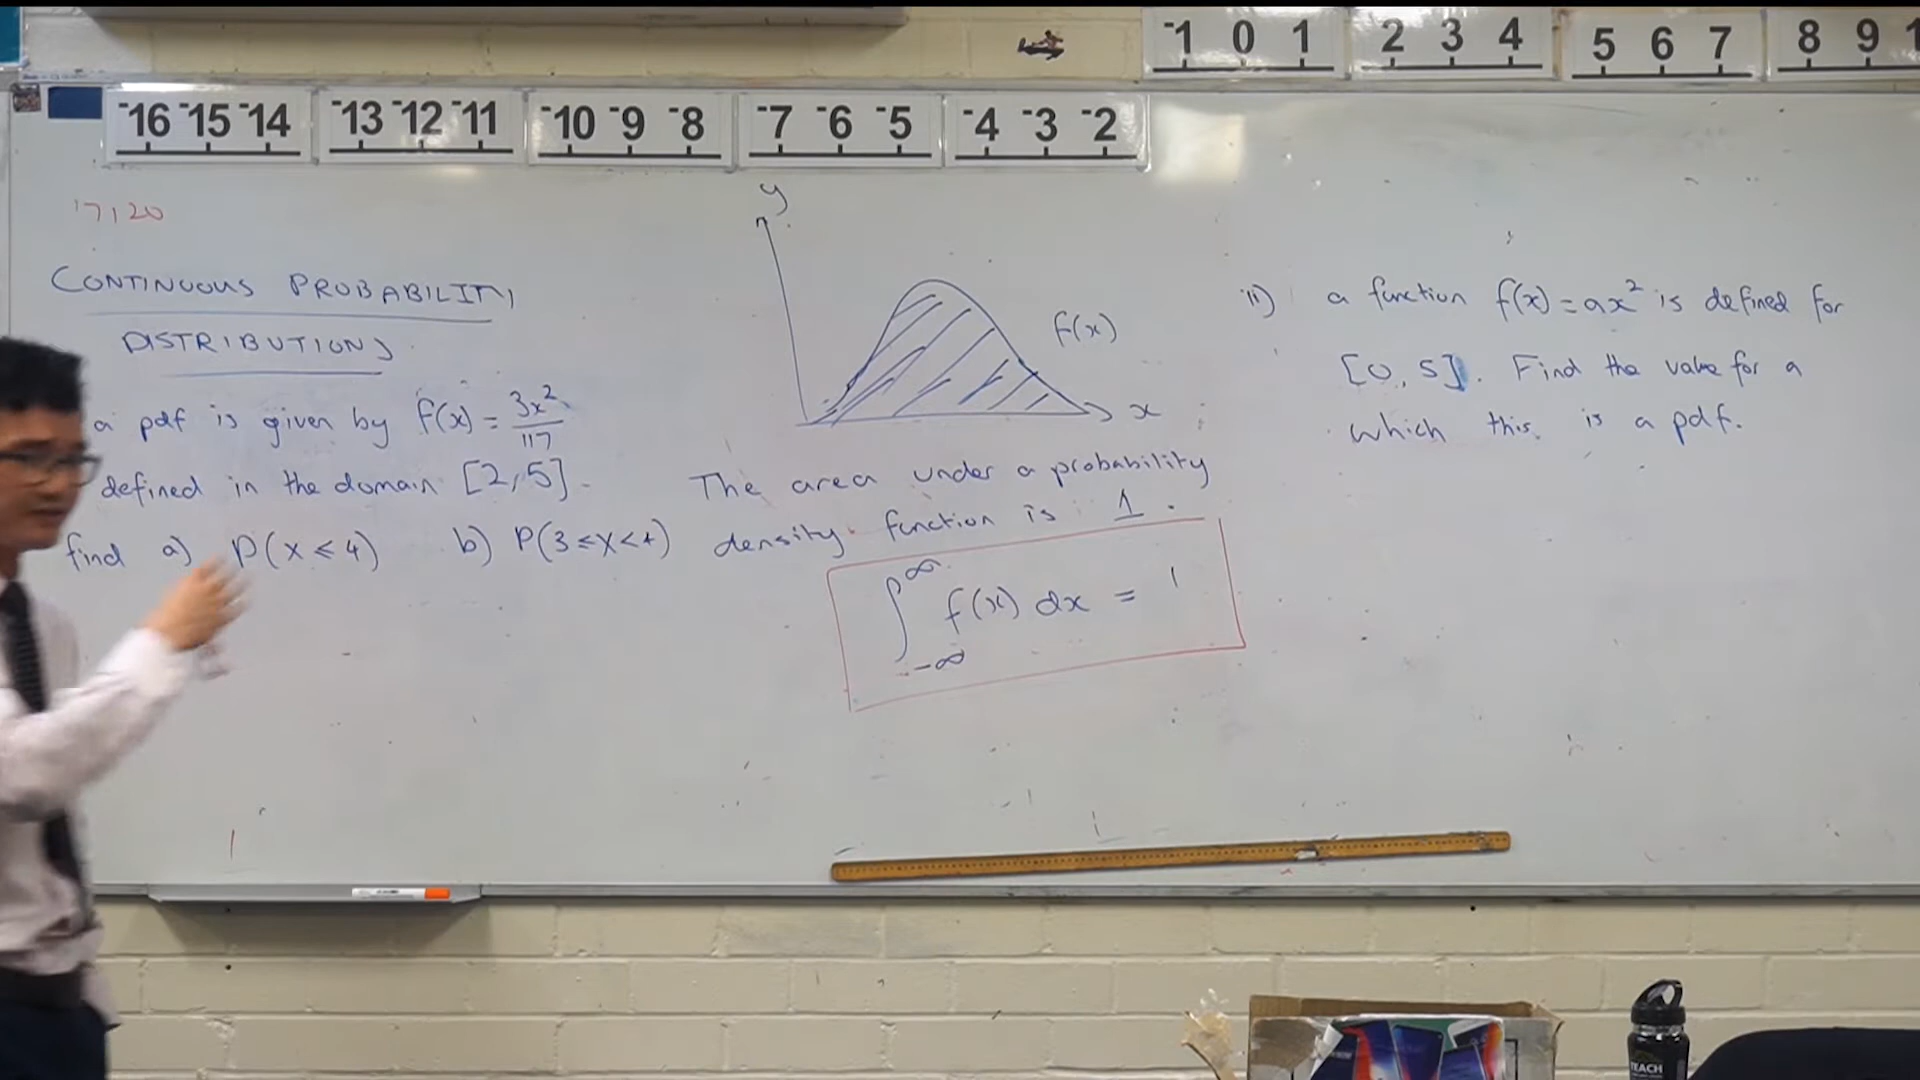 -1 0 1 2 3 4 5 6 7 8 9 1
-16 -15 -14 -13 -12 -11 -10 -9 -8 -7 -6 -5 -4 -3 -2
CONTINUOUS PROBABILITY
DISTRIBUTIONS
a pdf is given by f(x) = 3x²/117
defined in the domain [2,5].
find a) P(X ≤ 4) b) P(3≤X<4)
y
f(x)
x
The area under a probability
density function is 1.
∫_{-∞}^{∞} f(x) dx = 1
ii) a function f(x) = ax² is defined for
[0, 5]. Find the value for a
which this is a pdf.
TEACH